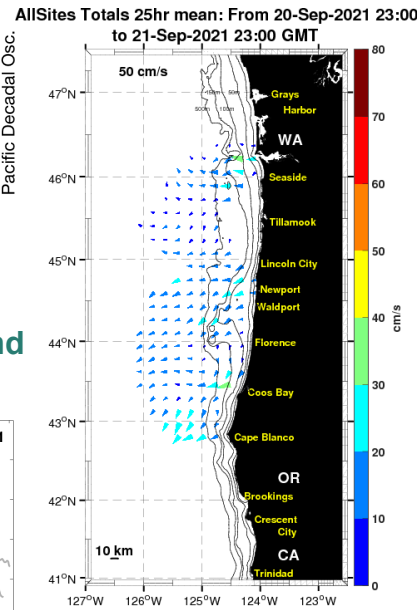 AllSites Totals 25hr mean: From 20-Sep-2021 23:00
to 21-Sep-2021 23:00 GMT
Pacific Decadal Osc.
50 cm/s
80
47°N
Grays
Harbor
70
WA
46°N
Seaside
60
Tillamook
45°N
Lincoln City
50
Newport
Waldport
44°N
Florence
40
cm/s
nd
Coos Bay
30
43°N
Cape Blanco
20
OR
42°N
Brookings
Crescent
City
10
10 km
CA
41°N
Trinidad
0
127°W
126°W
125°W
124°W
123°W